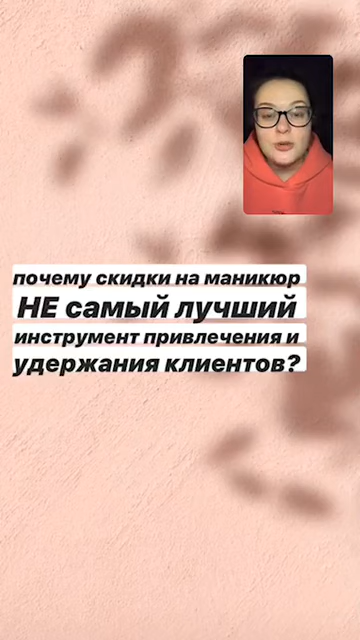 почему скидки на маникюр
НЕ самый лучший
инструмент привлечения и
удержания клиентов?